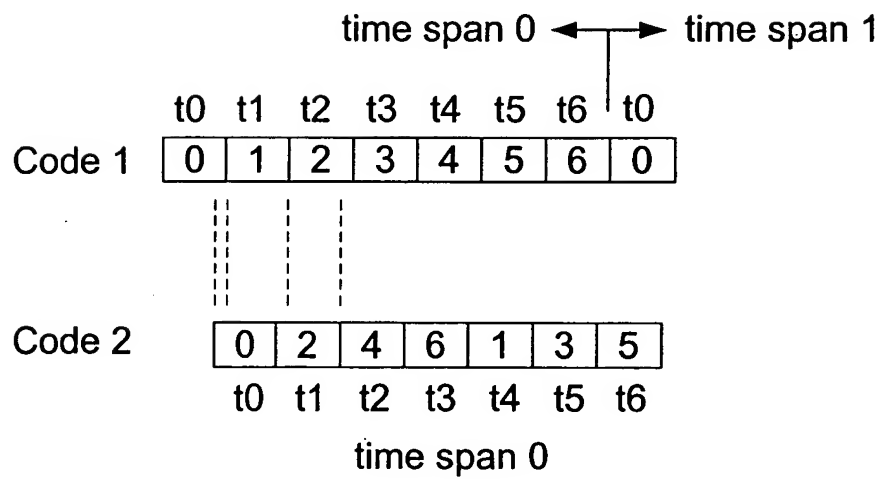 time span 0 time span 1
t0 t1 t2 t3 t4 t5 t6 t0
Code 1 0 1 2 3 4 5 6 0
Code 2 0 2 4 6 1 3 5
t0 t1 t2 t3 t4 t5 t6
time span 0